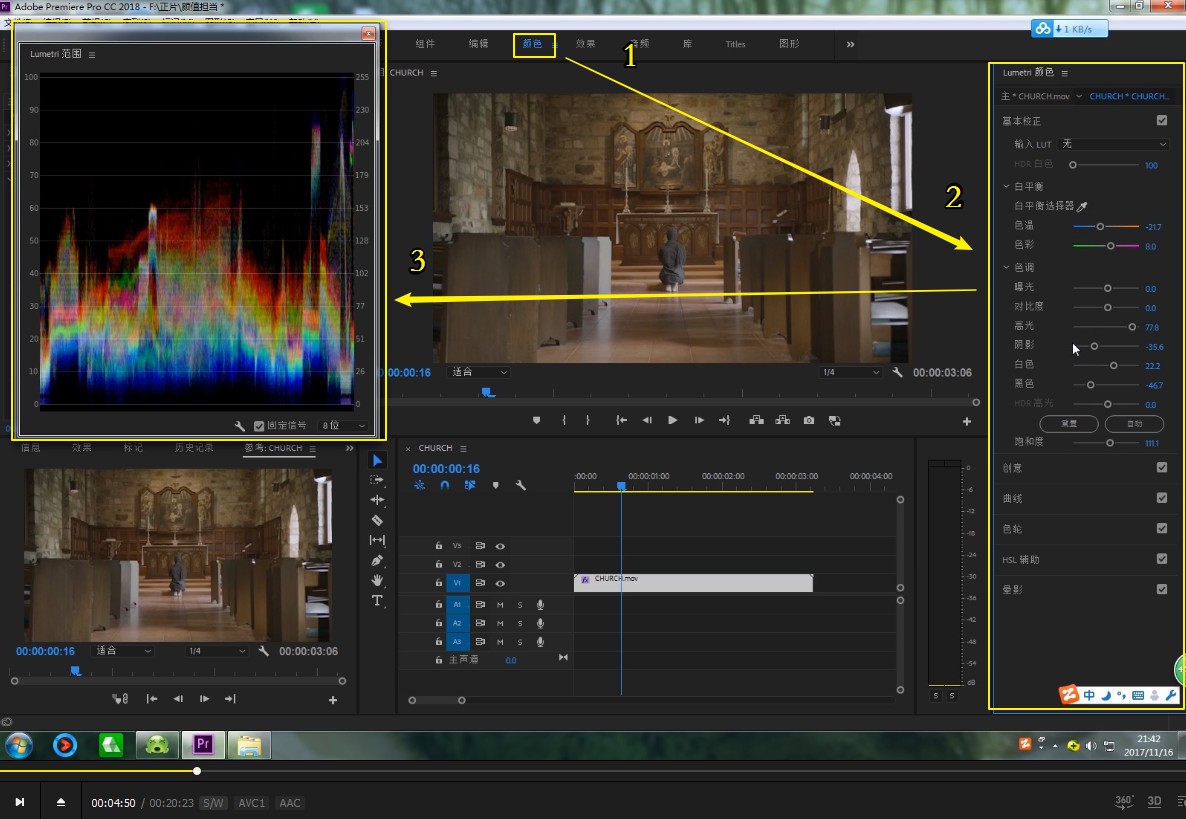 Adobe Premiere Pro CC 2018 - F:\正片\颜值担当 *
1 KB/s
组件
编辑
颜色
效果
音频
库
Titles
图形
1
2
3
Lumetri 范围
100
90
80
70
60
50
40
30
20
10
0
255
230
204
179
153
128
102
77
51
26
0
固定信号
8 位
CHURCH
00:00:00:16
适合
1/4
00:00:03:06
Lumetri 颜色
主 * CHURCH.mov
CHURCH * CHURCH...
基本校正
输入 LUT 无
HDR 白色 100
白平衡
白平衡选择器
色温 -21.7
色彩 8.0
色调
曝光 0.0
对比度 0.0
高光 77.8
阴影 -35.6
白色 22.2
黑色 -46.7
HDR 高光 0.0
重置 自动
饱和度 111.1
创意
曲线
色轮
HSL 辅助
晕影
信息
效果
标记
历史记录
参考: CHURCH
00:00:00:16
适合
1/4
00:00:03:06
CHURCH
00:00:00:16
:00:00
00:00:01:00
00:00:02:00
00:00:03:00
00:00:04:00
V3
V2
V1
CHURCH.mov
A1 M S
A2 M S
A3 M S
主声道 0.0
0
-6
-12
-18
-24
-30
-36
-42
-48
-54
dB
S S
中
Pr
21:42
2017/11/16
00:04:50 / 00:20:23 S/W AVC1 AAC
360° 3D